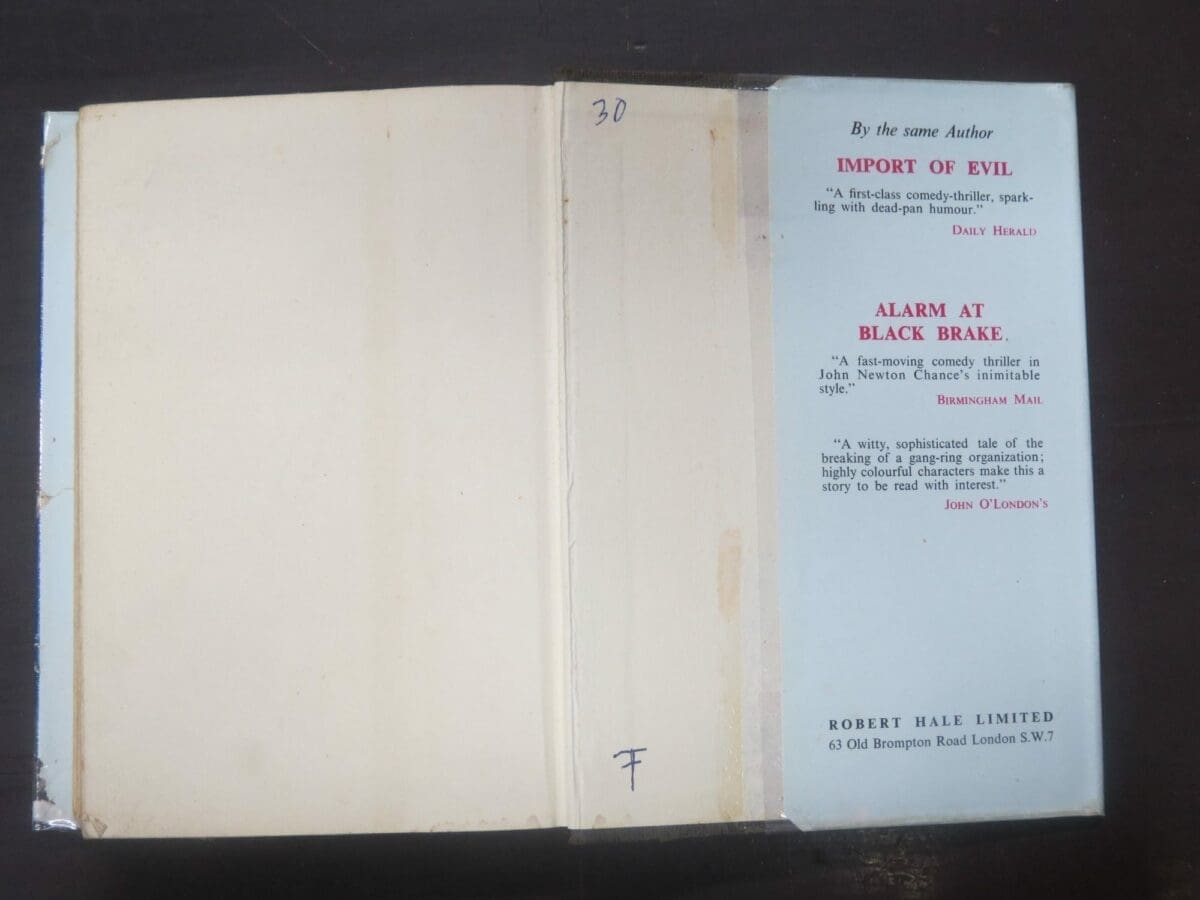 30
F
By the same Author
IMPORT OF EVIL
"A first-class comedy-thriller, spark-
ling with dead-pan humour."
DAILY HERALD
ALARM AT
BLACK BRAKE.
"A fast-moving comedy thriller in
John Newton Chance's inimitable
style."
BIRMINGHAM MAIL
"A witty, sophisticated tale of the
breaking of a gang-ring organization;
highly colourful characters make this a
story to be read with interest."
JOHN O'LONDON'S
ROBERT HALE LIMITED
63 Old Brompton Road London S.W.7